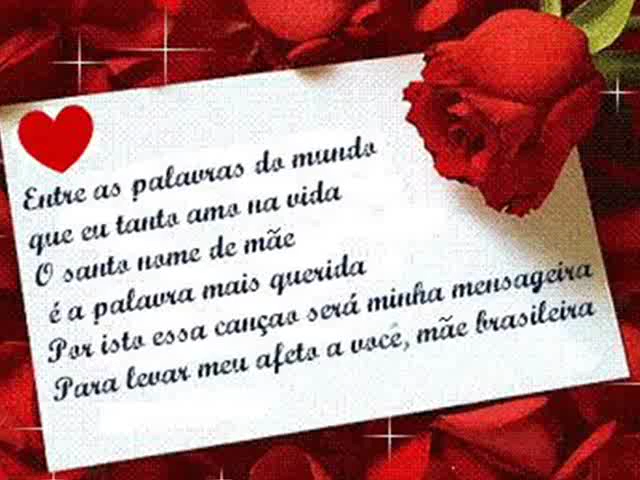 Entre as palavras do mundo
que eu tanto amo na vida
O santo nome de mãe
é a palavra mais querida
Por isto essa cançao será minha mensageira
Para levar meu afeto a você, mãe brasileira